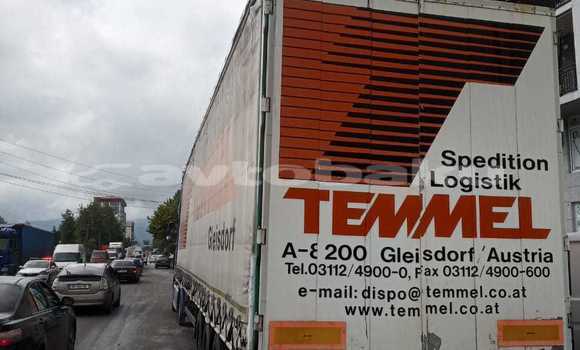 Spedition
Logistik
TEMMEL
A-8200 Gleisdorf/Austria
Tel.03112/4900-0, Fax 03112/4900-600
e-mail: dispo@temmel.co.at
www.temmel.co.at
Gleisdorf